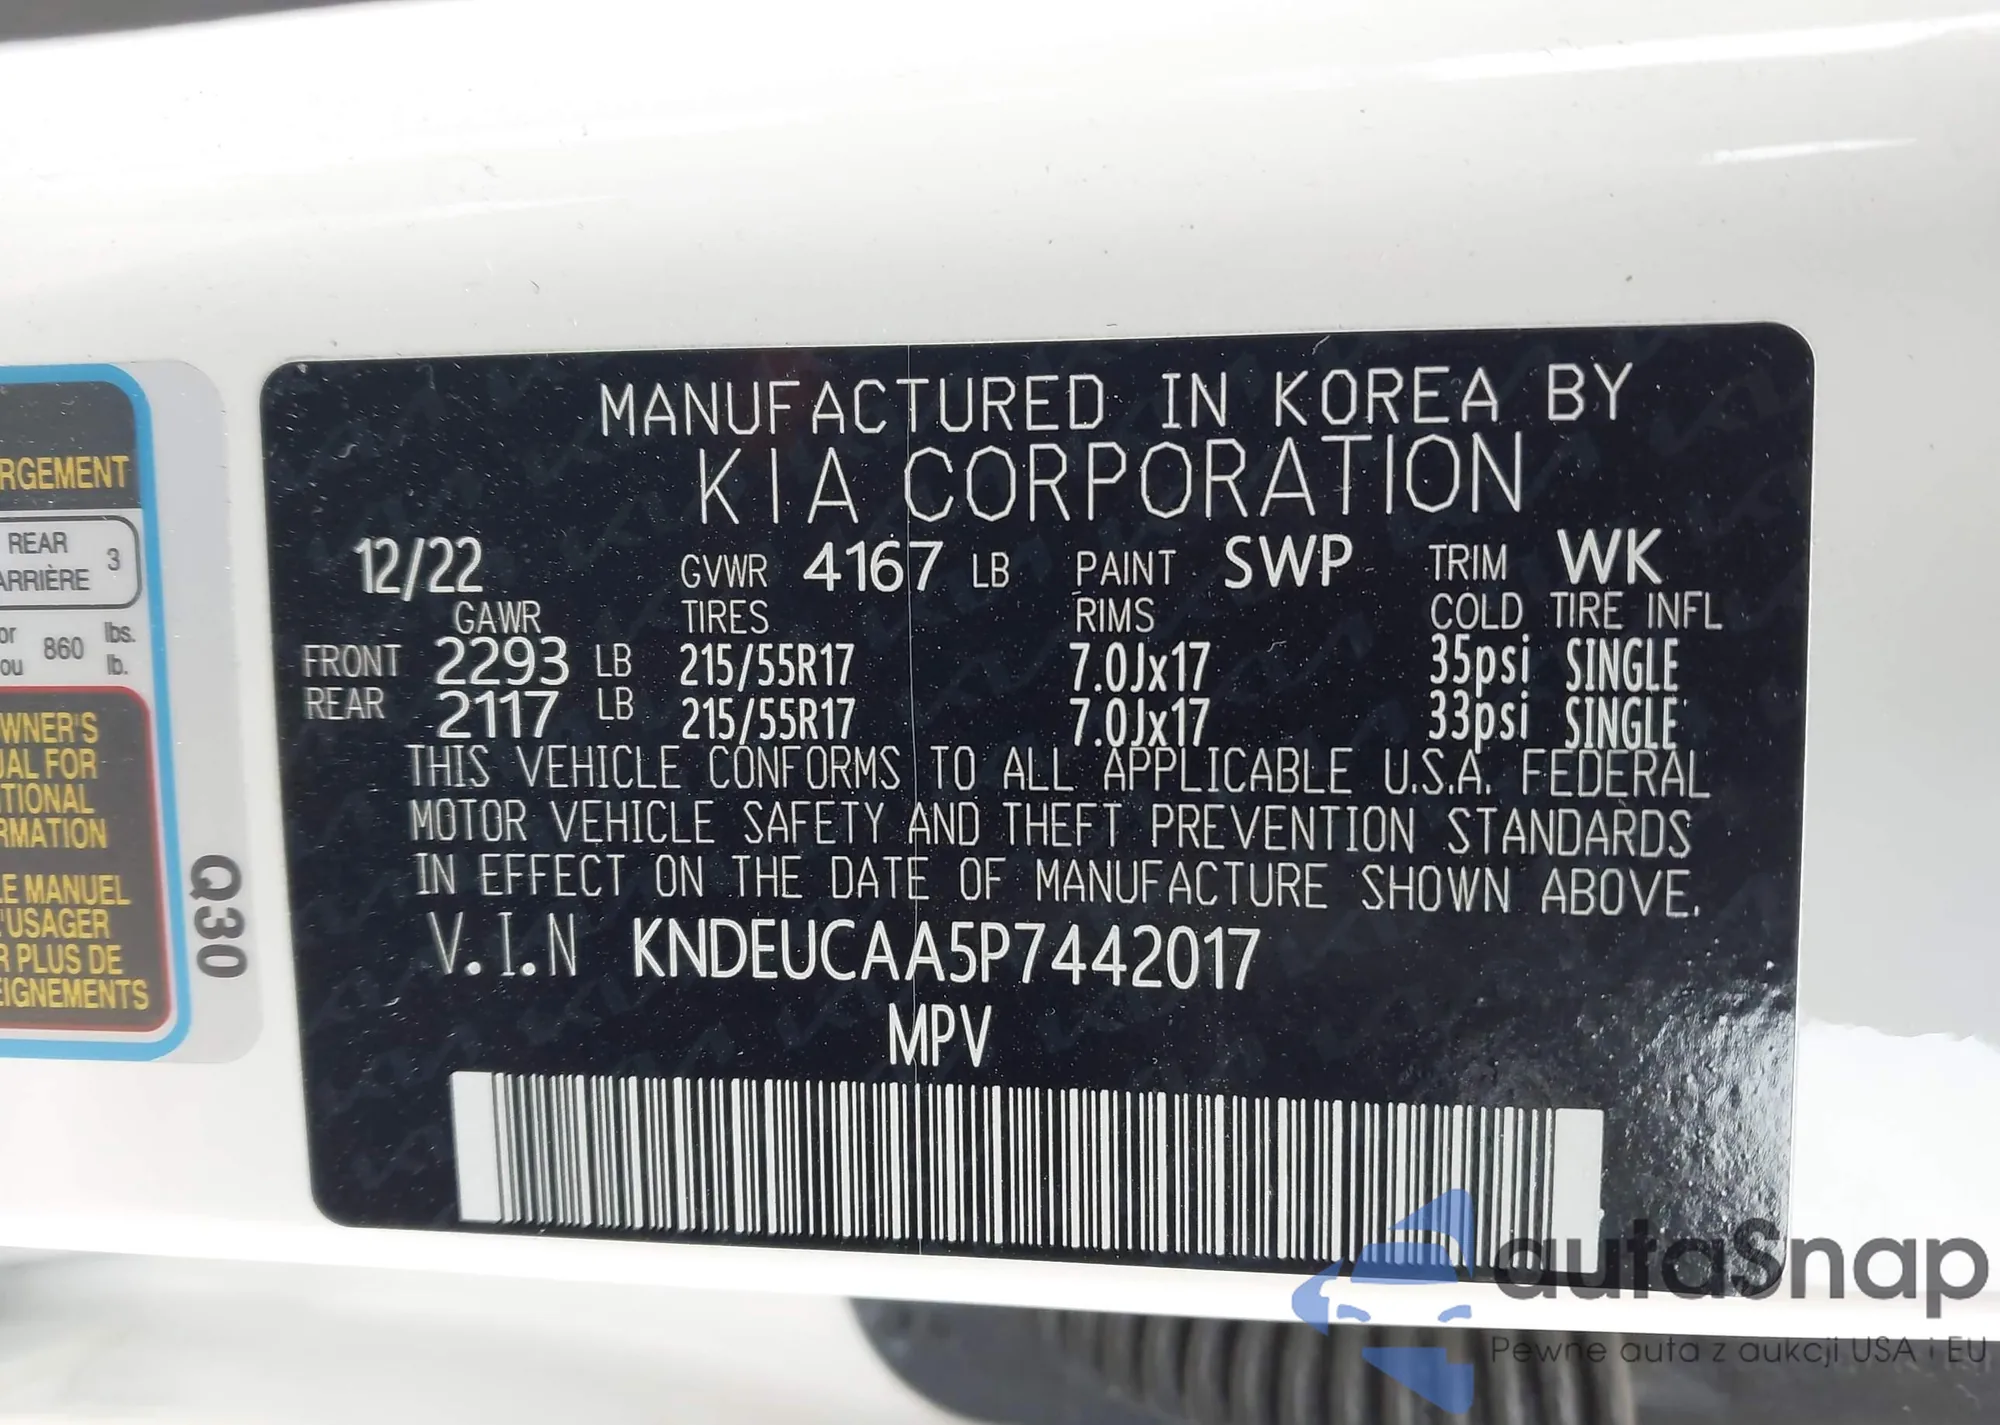 RGEMENT
REAR 3
ARRIÈRE
or 860 lbs.
ou lb.
WNER'S
UAL FOR
TIONAL
RMATION
LE MANUEL
L'USAGER
R PLUS DE
EIGNEMENTS
Q30
MANUFACTURED IN KOREA BY
KIA CORPORATION
12/22 GVWR 4167 LB PAINT SWP TRIM WK
GAWR TIRES RIMS COLD TIRE INFL
FRONT 2293 LB 215/55R17 7.0Jx17 35psi SINGLE
REAR 2117 LB 215/55R17 7.0Jx17 33psi SINGLE
THIS VEHICLE CONFORMS TO ALL APPLICABLE U.S.A. FEDERAL
MOTOR VEHICLE SAFETY AND THEFT PREVENTION STANDARDS
IN EFFECT ON THE DATE OF MANUFACTURE SHOWN ABOVE.
V.I.N KNDEUCAA5P7442017
MPV
autaSnap
Pewne auta z aukcji USA i EU